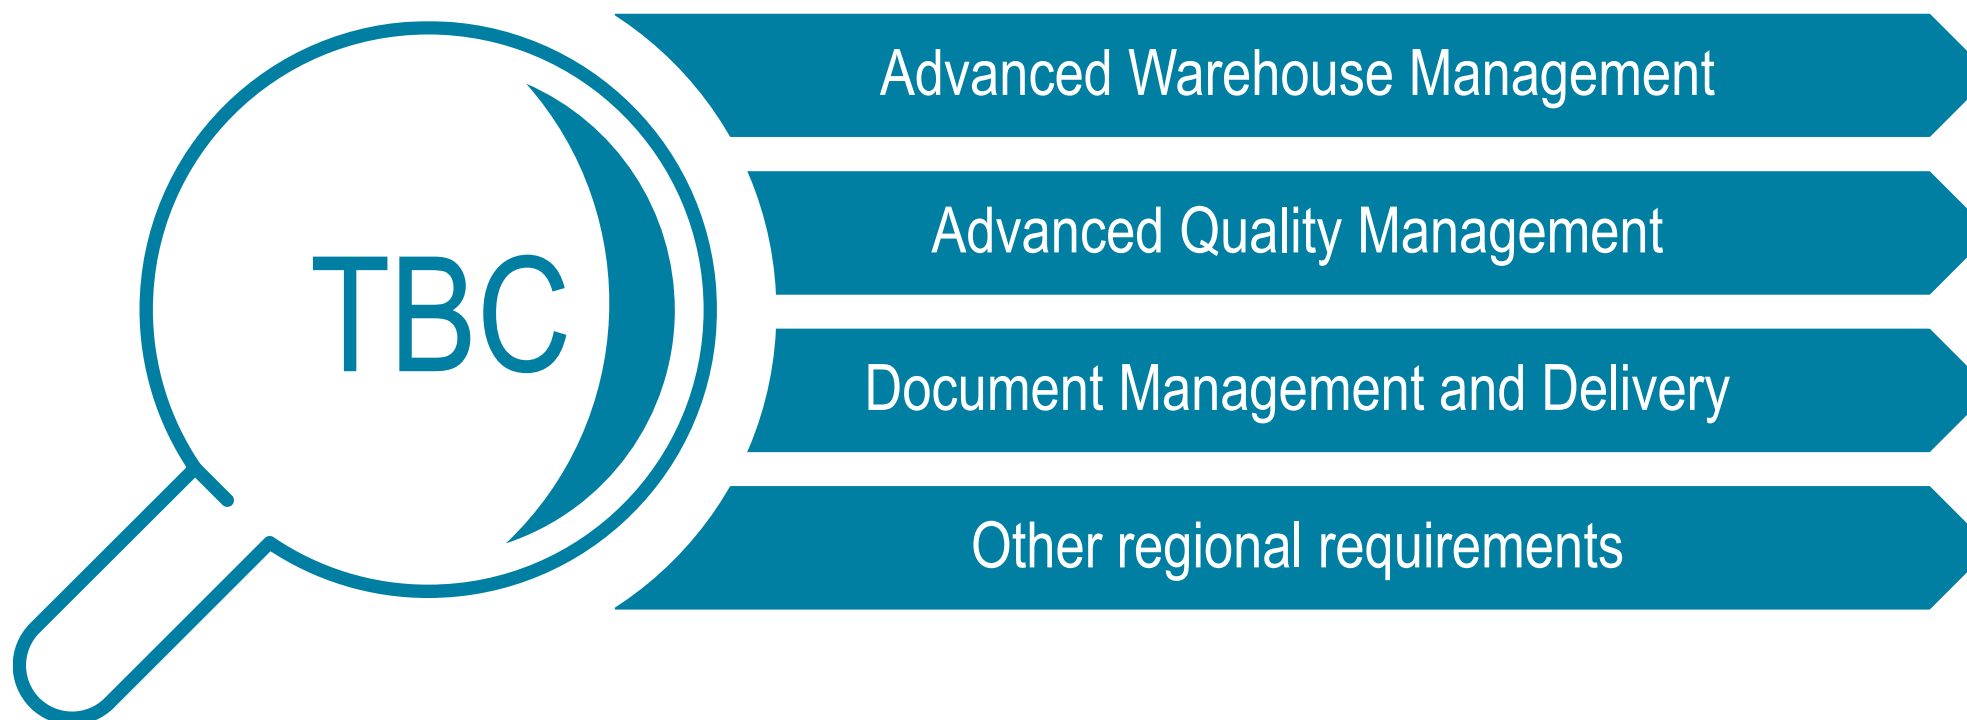 TBC
Advanced Warehouse Management
Advanced Quality Management
Document Management and Delivery
Other regional requirements